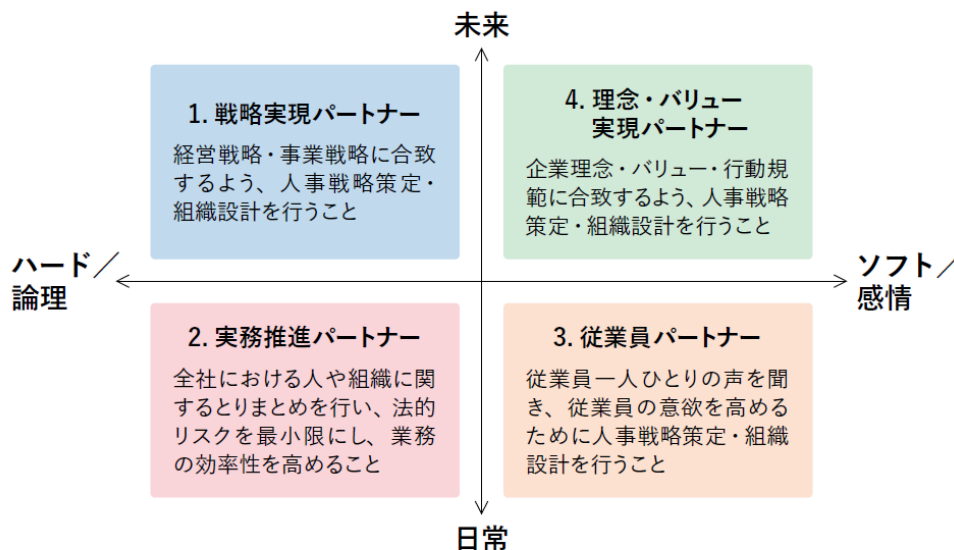 未来
1. 戦略実現パートナー
経営戦略・事業戦略に合致
するよう、人事戦略策定・
組織設計を行うこと
4. 理念・バリュー
実現パートナー
企業理念・バリュー・行動規
範に合致するよう、人事戦略
策定・組織設計を行うこと
ハード／
論理
ソフト／
感情
2. 実務推進パートナー
全社における人や組織に関
するとりまとめを行い、法的
リスクを最小限にし、業務
の効率性を高めること
3. 従業員パートナー
従業員一人ひとりの声を聞
き、従業員の意欲を高める
ために人事戦略策定・組織
設計を行うこと
日常